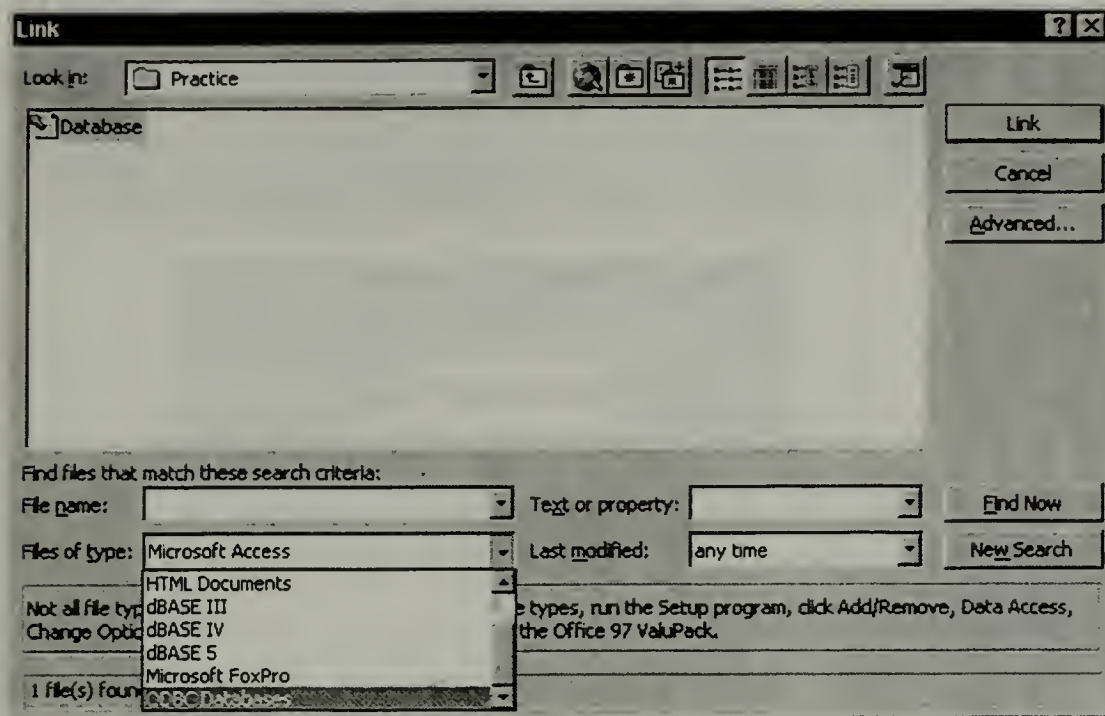 Link
Look in: Practice
Database
Link
Cancel
Advanced...
Find files that match these search criteria:
File name:
Text or property:
Find Now
Files of type: Microsoft Access
Last modified: any time
New Search
HTML Documents
dBASE III
dBASE IV
dBASE 5
Microsoft FoxPro
ODBC Databases
Not all file typ e types, run the Setup program, click Add/Remove, Data Access,
Change Optio the Office 97 ValuPack.
1 file(s) foun